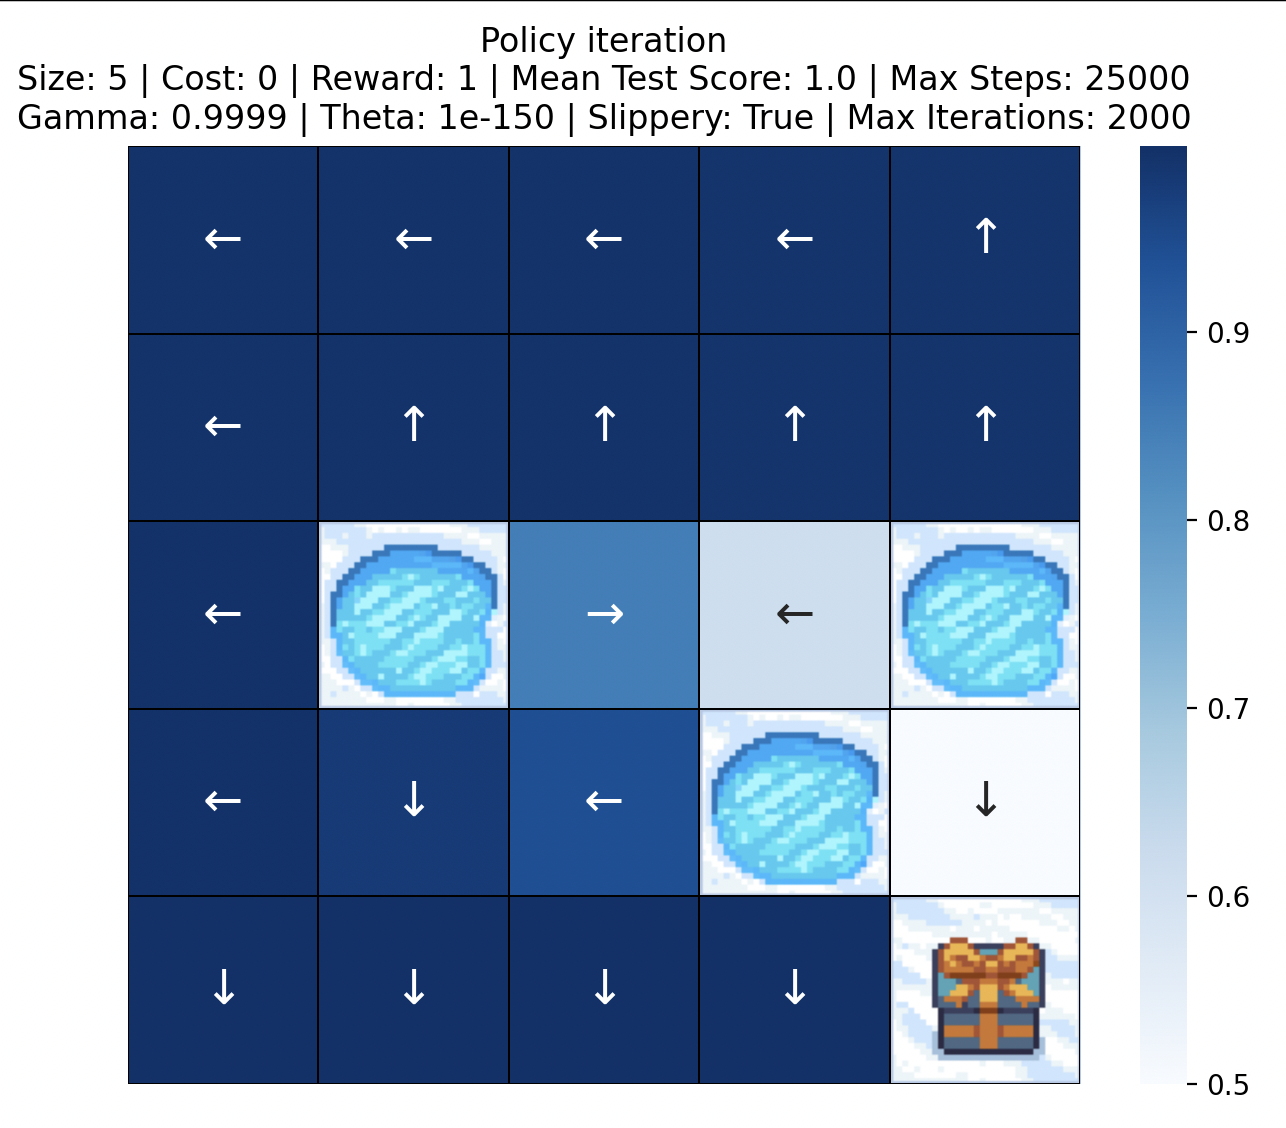 Policy iteration
Size: 5 | Cost: 0 | Reward: 1 | Mean Test Score: 1.0 | Max Steps: 25000
Gamma: 0.9999 | Theta: 1e-150 | Slippery: True | Max Iterations: 2000
← ← ← ← ↑
← ↑ ↑ ↑ ↑
← → ←
← ↓ ← ↓
↓ ↓ ↓ ↓
0.9
0.8
0.7
0.6
0.5